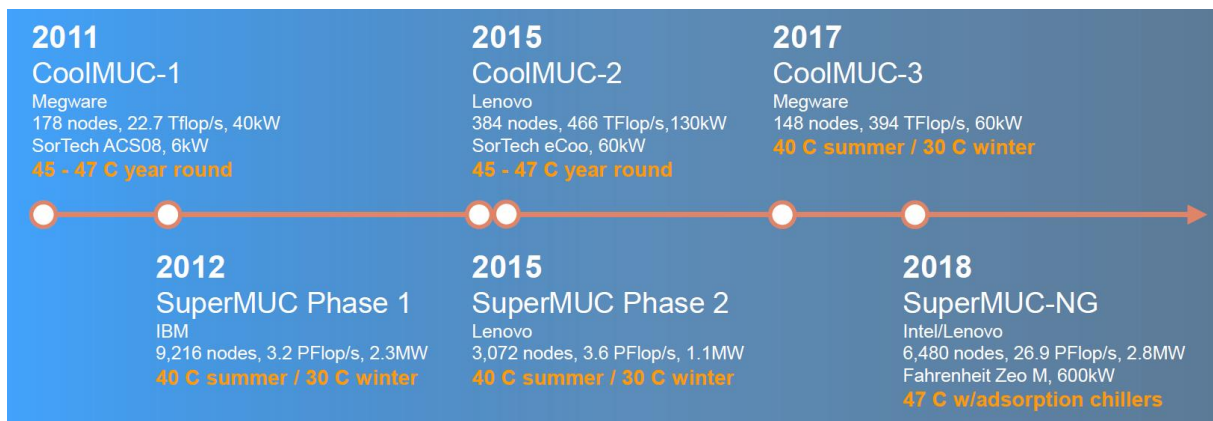 2011
CoolMUC-1
Megware
178 nodes, 22.7 Tflop/s, 40kW
SorTech ACS08, 6kW
45 - 47 C year round
2015
CoolMUC-2
Lenovo
384 nodes, 466 TFlop/s,130kW
SorTech eCoo, 60kW
45 - 47 C year round
2017
CoolMUC-3
Megware
148 nodes, 394 TFlop/s, 60kW
40 C summer / 30 C winter
2012
SuperMUC Phase 1
IBM
9,216 nodes, 3.2 PFlop/s, 2.3MW
40 C summer / 30 C winter
2015
SuperMUC Phase 2
Lenovo
3,072 nodes, 3.6 PFlop/s, 1.1MW
40 C summer / 30 C winter
2018
SuperMUC-NG
Intel/Lenovo
6,480 nodes, 26.9 PFlop/s, 2.8MW
Fahrenheit Zeo M, 600kW
47 C w/adsorption chillers